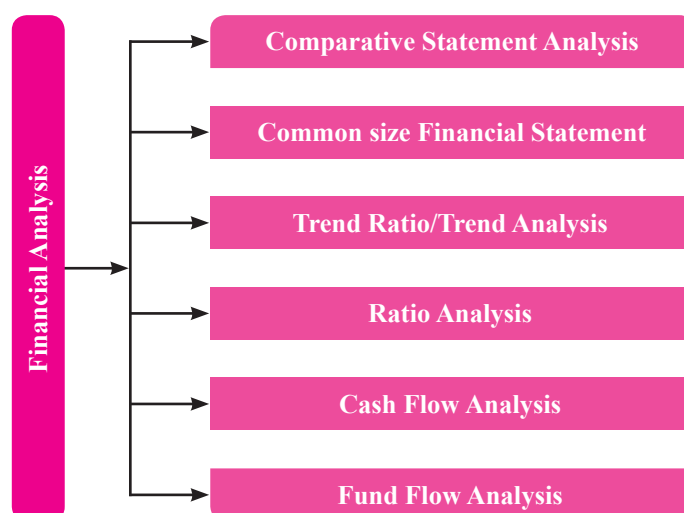 Financial Analysis
Comparative Statement Analysis
Common size Financial Statement
Trend Ratio/Trend Analysis
Ratio Analysis
Cash Flow Analysis
Fund Flow Analysis